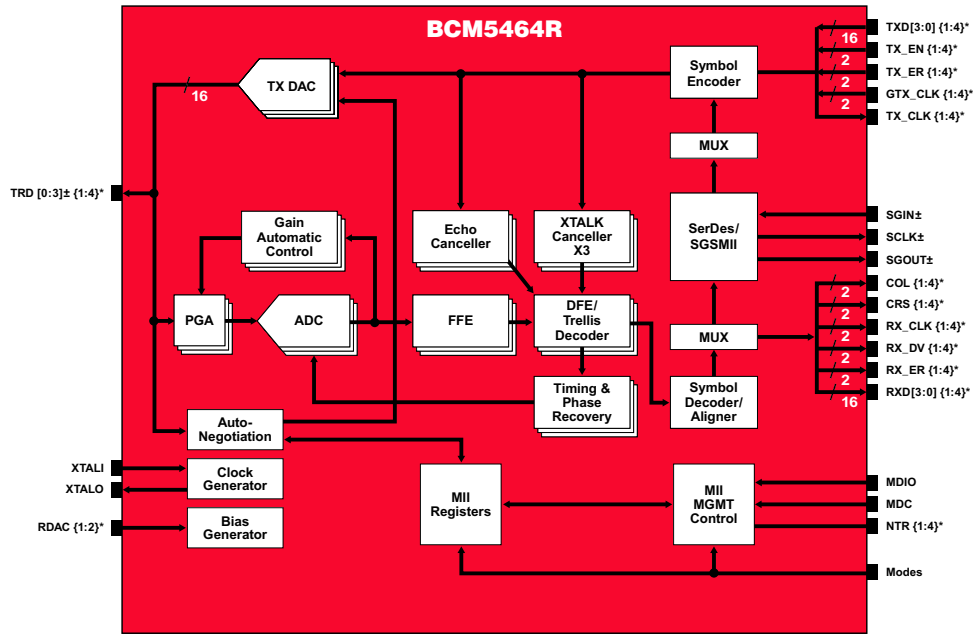 BCM5464R
TXD[3:0] {1:4}*
16
TX_EN {1:4}*
2
TX_ER {1:4}*
2
GTX_CLK {1:4}*
2
TX_CLK {1:4}*
TX DAC
16
Symbol
Encoder
MUX
TRD [0:3]± {1:4}*
Gain
Automatic
Control
Echo
Canceller
XTALK
Canceller
X3
SerDes/
SGSMII
SGIN±
SCLK±
SGOUT±
COL {1:4}*
2
CRS {1:4}*
2
RX_CLK {1:4}*
2
RX_DV {1:4}*
2
RX_ER {1:4}*
2
RXD[3:0] {1:4}*
16
PGA
ADC
FFE
DFE/
Trellis
Decoder
MUX
Timing &
Phase
Recovery
Symbol
Decoder/
Aligner
Auto-
Negotiation
XTALI
XTALO
Clock
Generator
RDAC {1:2}*
Bias
Generator
MII
Registers
MII
MGMT
Control
MDIO
MDC
NTR {1:4}*
Modes